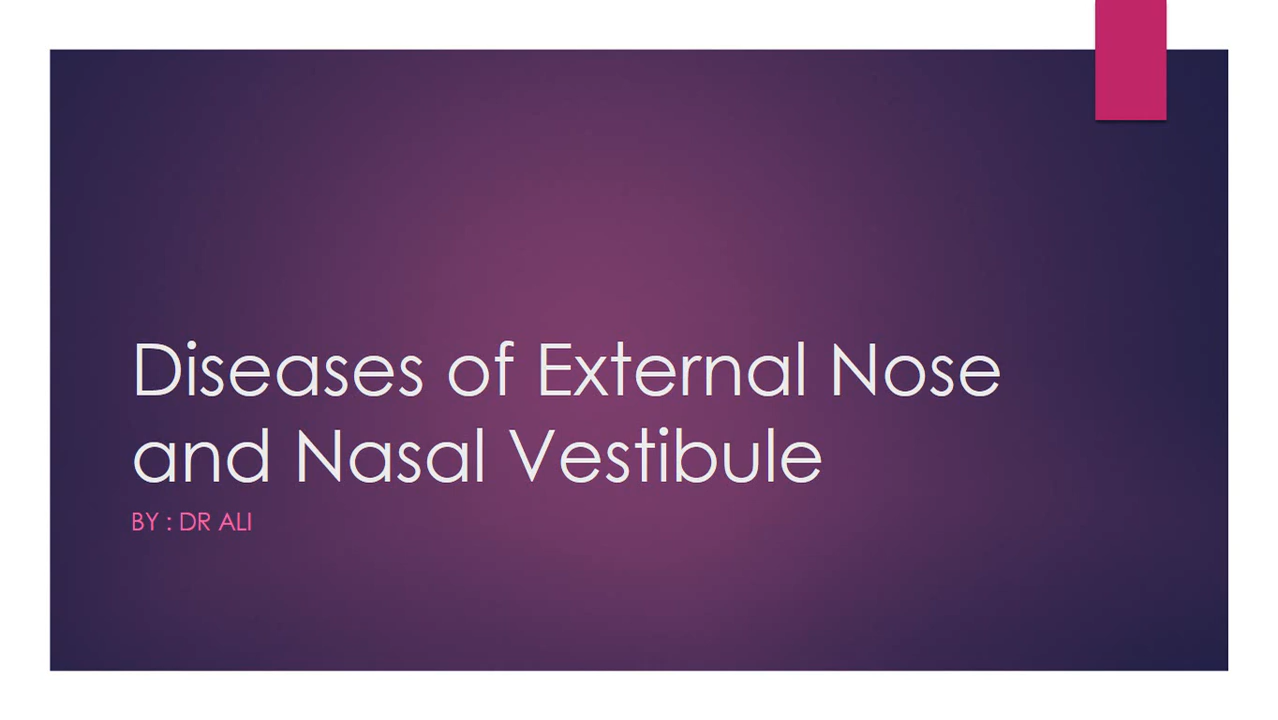 Diseases of External Nose
and Nasal Vestibule
BY : DR ALI